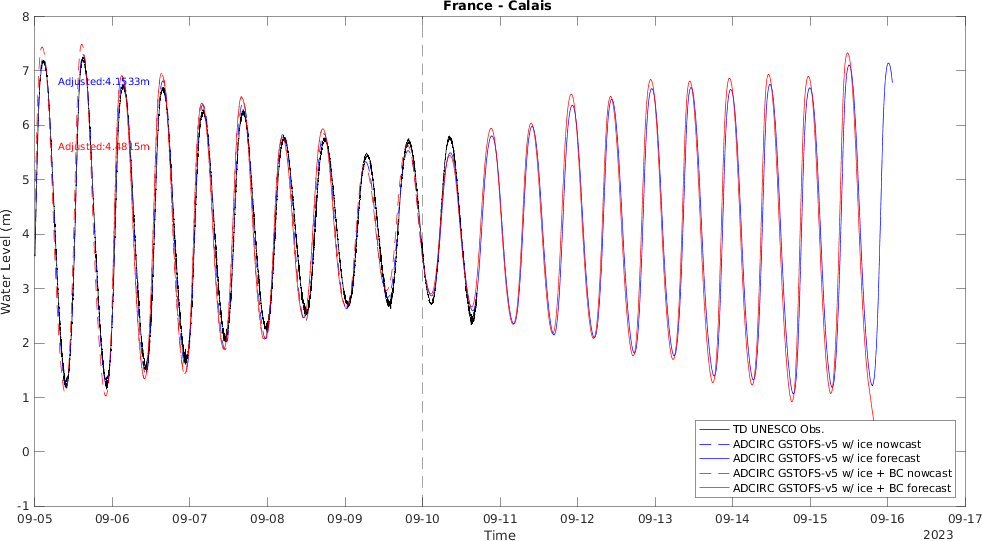 France - Calais
8
7
6
5
4
3
2
1
0
-1
Water Level (m)
Adjusted:4.1533m
Adjusted:4.4815m
TD UNESCO Obs.
ADCIRC GSTOFS-v5 w/ ice nowcast
ADCIRC GSTOFS-v5 w/ ice forecast
ADCIRC GSTOFS-v5 w/ ice + BC nowcast
ADCIRC GSTOFS-v5 w/ ice + BC forecast
09-05 09-06 09-07 09-08 09-09 09-10 09-11 09-12 09-13 09-14 09-15 09-16 09-17
Time
2023